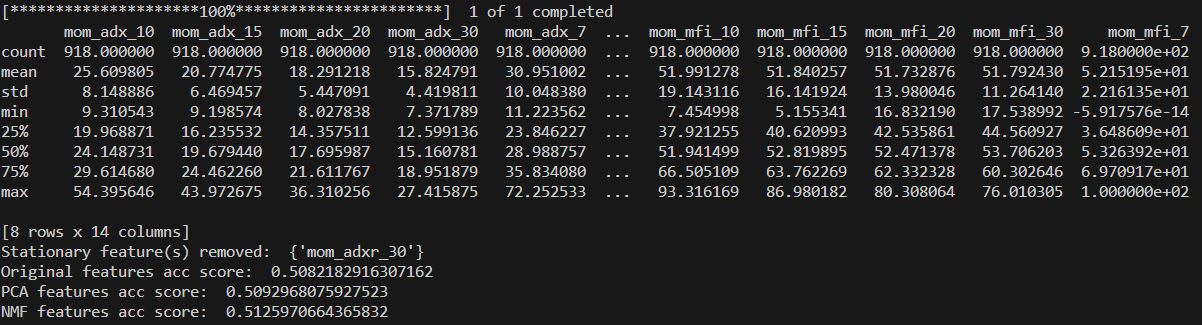 [*********************100%***********************]  1 of 1 completed
mom_adx_10 mom_adx_15 mom_adx_20 mom_adx_30 mom_adx_7 ... mom_mfi_10 mom_mfi_15 mom_mfi_20 mom_mfi_30 mom_mfi_7
count 918.000000 918.000000 918.000000 918.000000 918.000000 ... 918.000000 918.000000 918.000000 918.000000 9.180000e+02
mean 25.609805 20.774775 18.291218 15.824791 30.951002 ... 51.991278 51.840257 51.732876 51.792430 5.215195e+01
std 8.148886 6.469457 5.447091 4.419811 10.048380 ... 19.143116 16.141924 13.980046 11.264140 2.216135e+01
min 9.310543 9.198574 8.027838 7.371789 11.223562 ... 7.454998 5.155341 16.832190 17.538992 -5.917576e-14
25% 19.968871 16.235532 14.357511 12.599136 23.846227 ... 37.921255 40.620993 42.535861 44.560927 3.648609e+01
50% 24.148731 19.679440 17.695987 15.160781 28.988757 ... 51.941499 52.819895 52.471378 53.706203 5.326392e+01
75% 29.614680 24.462260 21.611767 18.951879 35.834080 ... 66.505109 63.762269 62.332328 60.302646 6.970917e+01
max 54.395646 43.972675 36.310256 27.415875 72.252533 ... 93.316169 86.980182 80.308064 76.010305 1.000000e+02
[8 rows x 14 columns]
Stationary feature(s) removed:  {'mom_adxr_30'}
Original features acc score:  0.5082182916307162
PCA features acc score:  0.5092968075927523
NMF features acc score:  0.5125970664365832